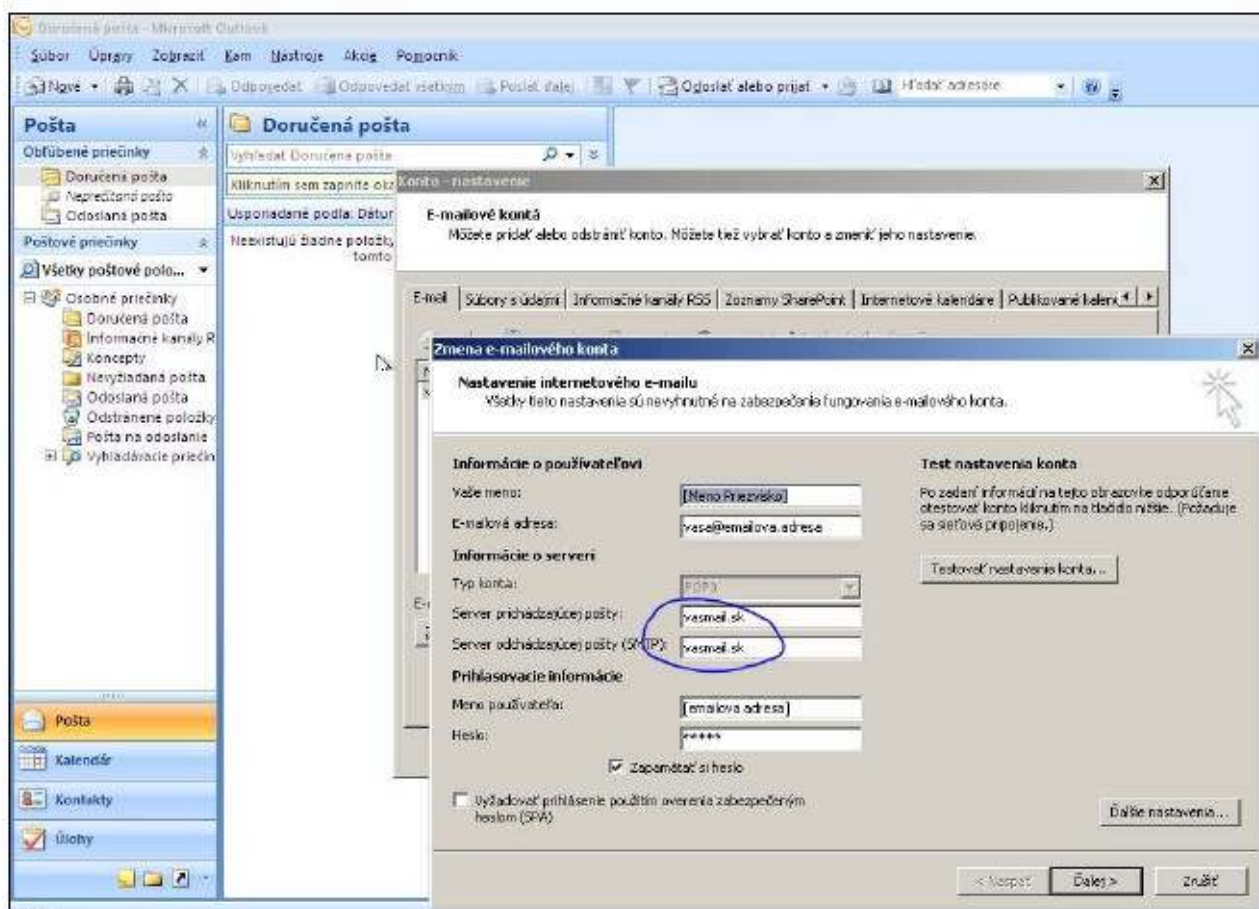 Doručená pošta - Microsoft Outlook
Súbor Úpravy Zobraziť Kam Nástroje Akcie Pomocník
Nové Odpovedať Odpovedať všetkým Poslať ďalej Odoslať alebo prijať Hľadať adresáre
Pošta
Obľúbené priečinky
Doručená pošta
Neprečítaná pošta
Odoslaná pošta
Poštové priečinky
Všetky poštové polo...
Osobné priečinky
Doručená pošta
Informačné kanály R
Koncepty
Nevyžiadaná pošta
Odoslaná pošta
Odstránené položky
Pošta na odoslanie
Vyhľadávacie priečin
Pošta
Kalendár
Kontakty
Úlohy
Doručená pošta
Vyhľadať Doručená pošta
Kliknutím sem zapnite
Usporiadané podľa: Dátur
Neexistujú žiadne položky
tomto
Konto - nastavenie
E-mailové kontá
Môžete pridať alebo odstrániť konto. Môžete tiež vybrať konto a zmeniť jeho nastavenie.
E-mail Súbory s údajmi Informačné kanály RSS Zoznamy SharePoint Internetové kalendáre Publikované kalen
Zmena e-mailového konta
Nastavenie internetového e-mailu
Všetky tieto nastavenia sú nevyhnutné na zabezpečenie fungovania e-mailového konta.
Informácie o používateľovi
Vaše meno: [Meno Priezvisko]
E-mailová adresa: vasa@emailova.adresa
Informácie o serveri
Typ konta: POP3
Server prichádzajúcej pošty: vasmail.sk
Server odchádzajúcej pošty (SMTP): vasmail.sk
Prihlasovacie informácie
Meno používateľa: [emailova adresa]
Heslo: *****
Zapamätať si heslo
Vyžadovať prihlásenie použitím overenia zabezpečeným
heslom (SPA)
Test nastavenia konta
Po zadaní informácií na tejto obrazovke odporúčame
otestovať konto kliknutím na tlačidlo nižšie. (Požaduje
sa sieťové pripojenie.)
Testovať nastavenie konta...
Ďalšie nastavenia...
< Naspäť Ďalej > Zrušiť